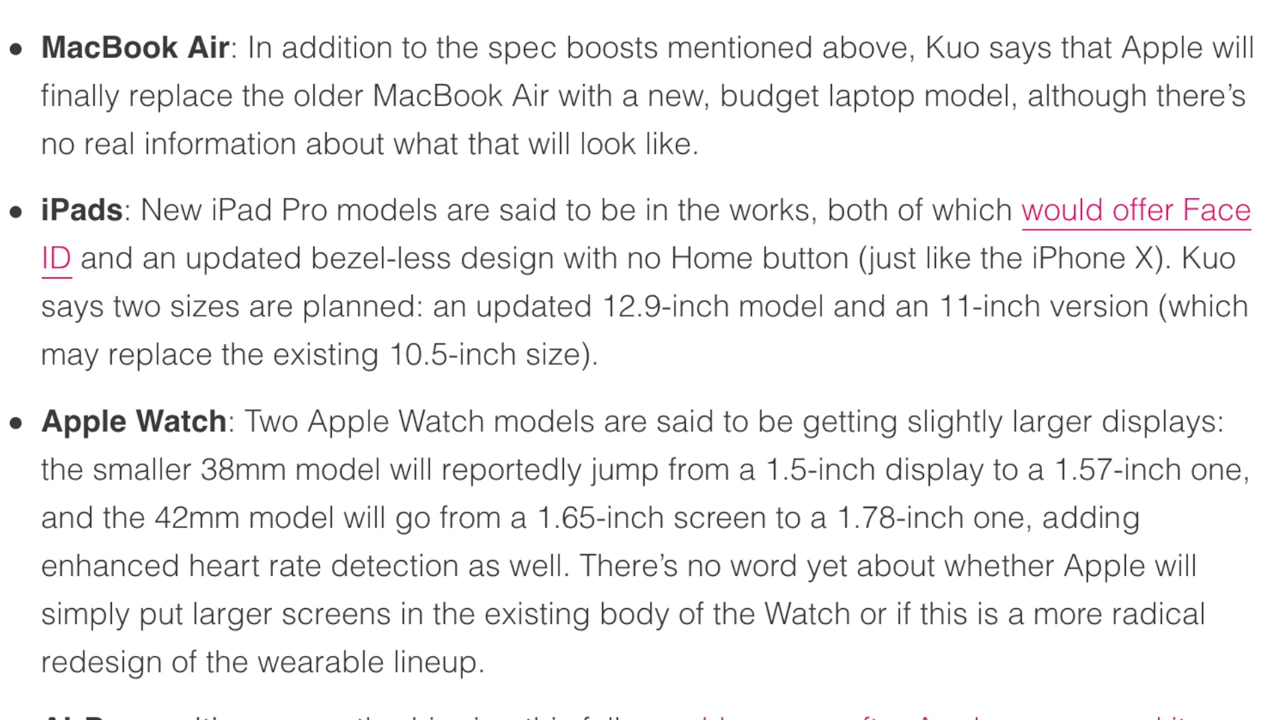 • MacBook Air: In addition to the spec boosts mentioned above, Kuo says that Apple will
finally replace the older MacBook Air with a new, budget laptop model, although there’s
no real information about what that will look like.
• iPads: New iPad Pro models are said to be in the works, both of which would offer Face
ID and an updated bezel-less design with no Home button (just like the iPhone X). Kuo
says two sizes are planned: an updated 12.9-inch model and an 11-inch version (which
may replace the existing 10.5-inch size).
• Apple Watch: Two Apple Watch models are said to be getting slightly larger displays:
the smaller 38mm model will reportedly jump from a 1.5-inch display to a 1.57-inch one,
and the 42mm model will go from a 1.65-inch screen to a 1.78-inch one, adding
enhanced heart rate detection as well. There’s no word yet about whether Apple will
simply put larger screens in the existing body of the Watch or if this is a more radical
redesign of the wearable lineup.